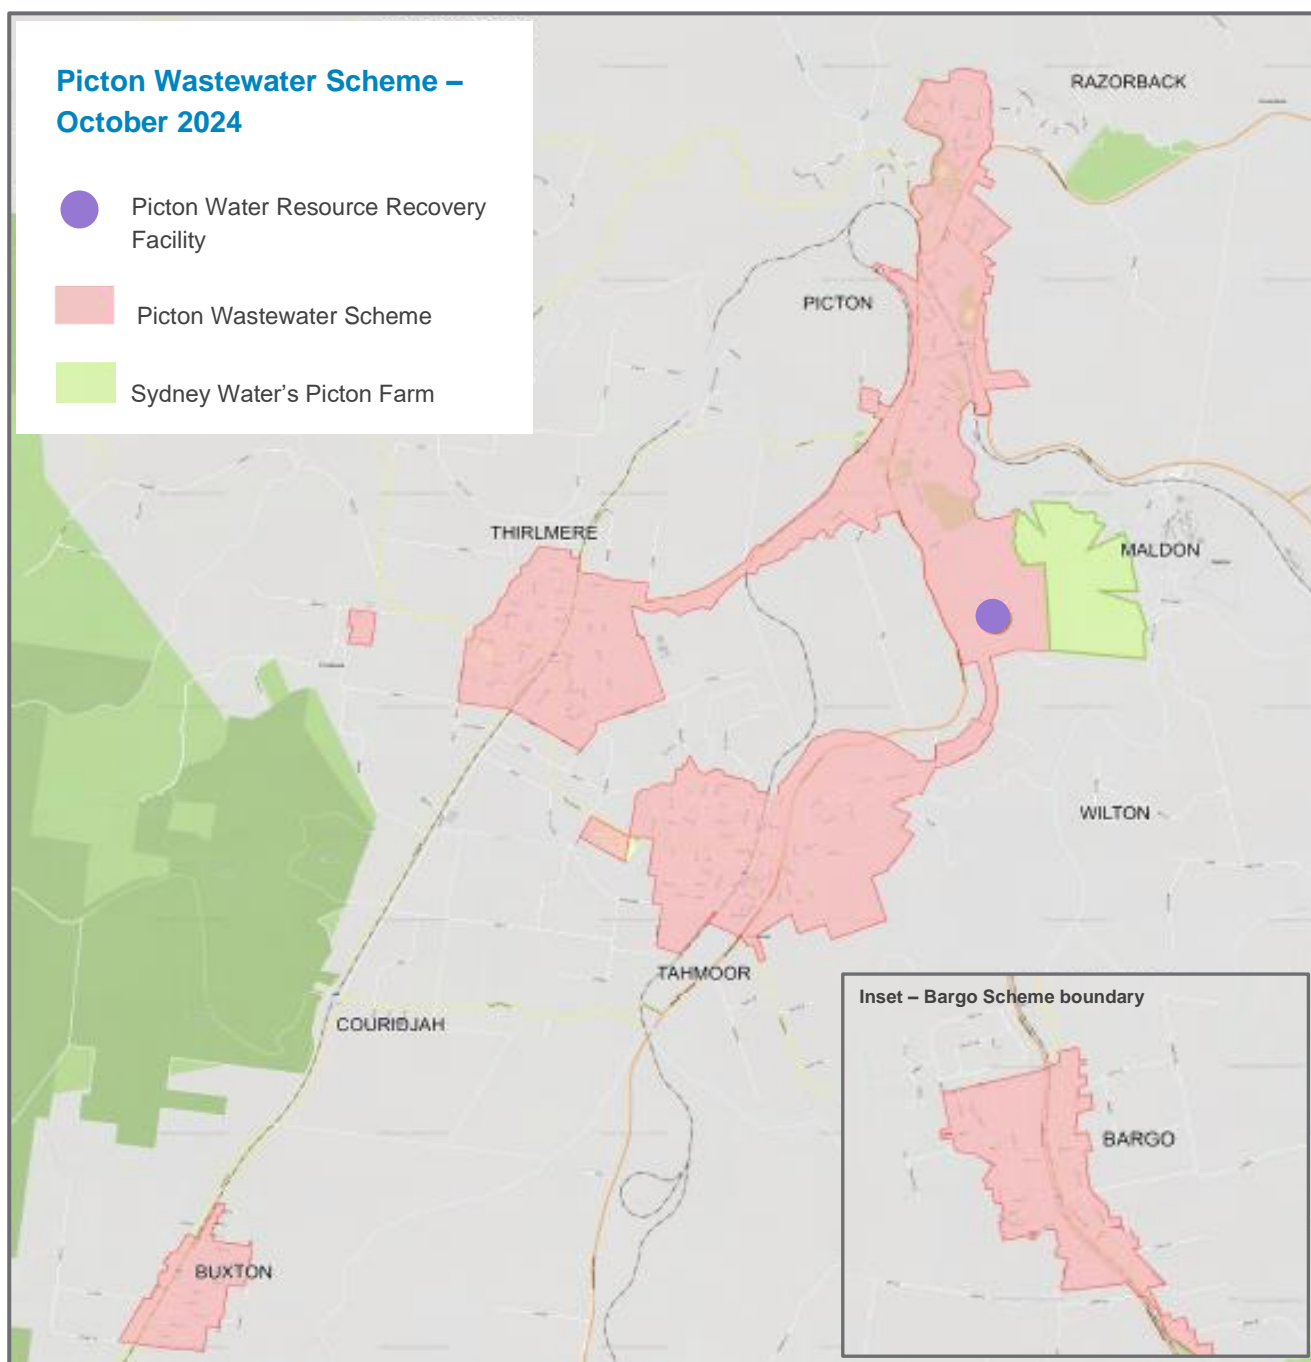 Picton Wastewater Scheme –
October 2024
Picton Water Resource Recovery
Facility
Picton Wastewater Scheme
Sydney Water's Picton Farm
RAZORBACK
PICTON
THIRLMERE
MALDON
WILTON
TAHMOOR
COURIDJAH
BUXTON
Inset – Bargo Scheme boundary
BARGO